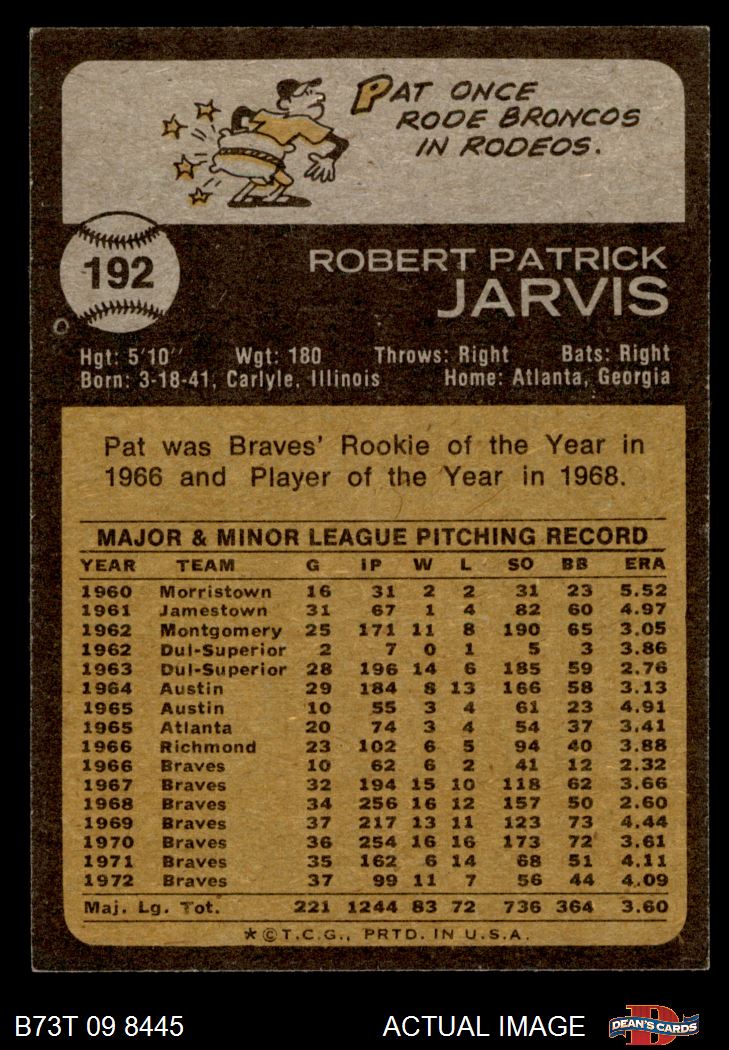 PAT ONCE
RODE BRONCOS
IN RODEOS.
192
ROBERT PATRICK
JARVIS
Hgt: 5'10" Wgt: 180 Throws: Right Bats: Right
Born: 3-18-41, Carlyle, Illinois Home: Atlanta, Georgia
Pat was Braves' Rookie of the Year in
1966 and Player of the Year in 1968.
MAJOR & MINOR LEAGUE PITCHING RECORD
YEAR TEAM G IP W L SO BB ERA
1960 Morristown 16 31 2 2 31 23 5.52
1961 Jamestown 31 67 1 4 82 60 4.97
1962 Montgomery 25 171 11 8 190 65 3.05
1962 Dul-Superior 2 7 0 1 5 3 3.86
1963 Dul-Superior 28 196 14 6 185 59 2.76
1964 Austin 29 184 8 13 166 58 3.13
1965 Austin 10 55 3 4 61 23 4.91
1965 Atlanta 20 74 3 4 54 37 3.41
1966 Richmond 23 102 6 5 94 40 3.88
1966 Braves 10 62 6 2 41 12 2.32
1967 Braves 32 194 15 10 118 62 3.66
1968 Braves 34 256 16 12 157 50 2.60
1969 Braves 37 217 13 11 123 73 4.44
1970 Braves 36 254 16 16 173 72 3.61
1971 Braves 35 162 6 14 68 51 4.11
1972 Braves 37 99 11 7 56 44 4.09
Maj. Lg. Tot. 221 1244 83 72 736 364 3.60
*©T.C.G., PRTD. IN U.S.A.
B73T 09 8445 ACTUAL IMAGE D DEAN'S CARDS